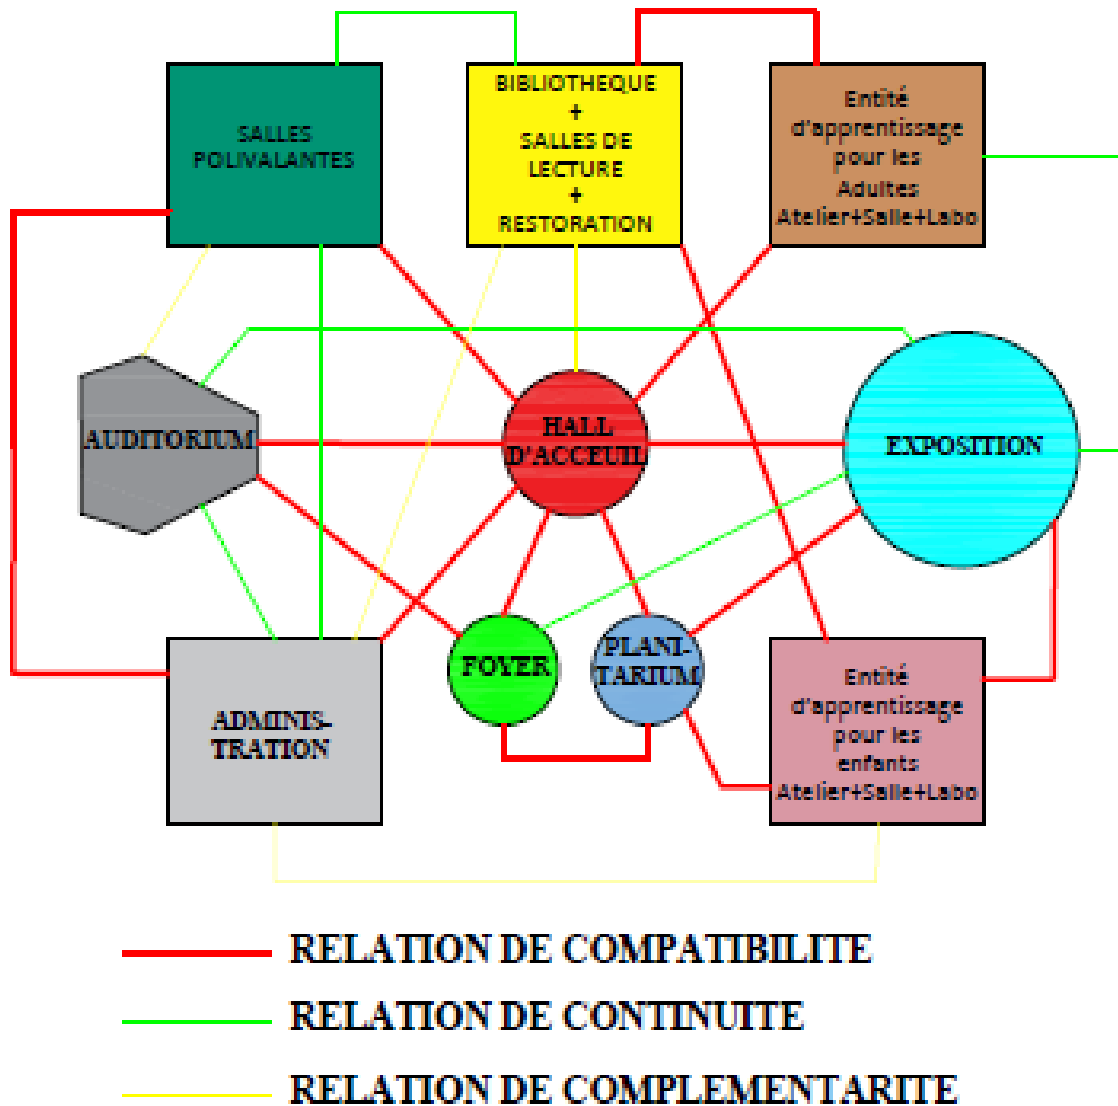 SALLES
POLIVALANTES
BIBLIOTHEQUE
+
SALLES DE
LECTURE
+
RESTORATION
Entité
d'apprentissage
pour les
Adultes
Atelier+Salle+Labo
AUDITORIUM
HALL
D'ACCEUIL
EXPOSITION
ADMINIS-
TRATION
FOYER
PLANI-
TARIUM
Entité
d'apprentissage
pour les
enfants
Atelier+Salle+Labo
RELATION DE COMPATIBILITE
RELATION DE CONTINUITE
RELATION DE COMPLEMENTARITE